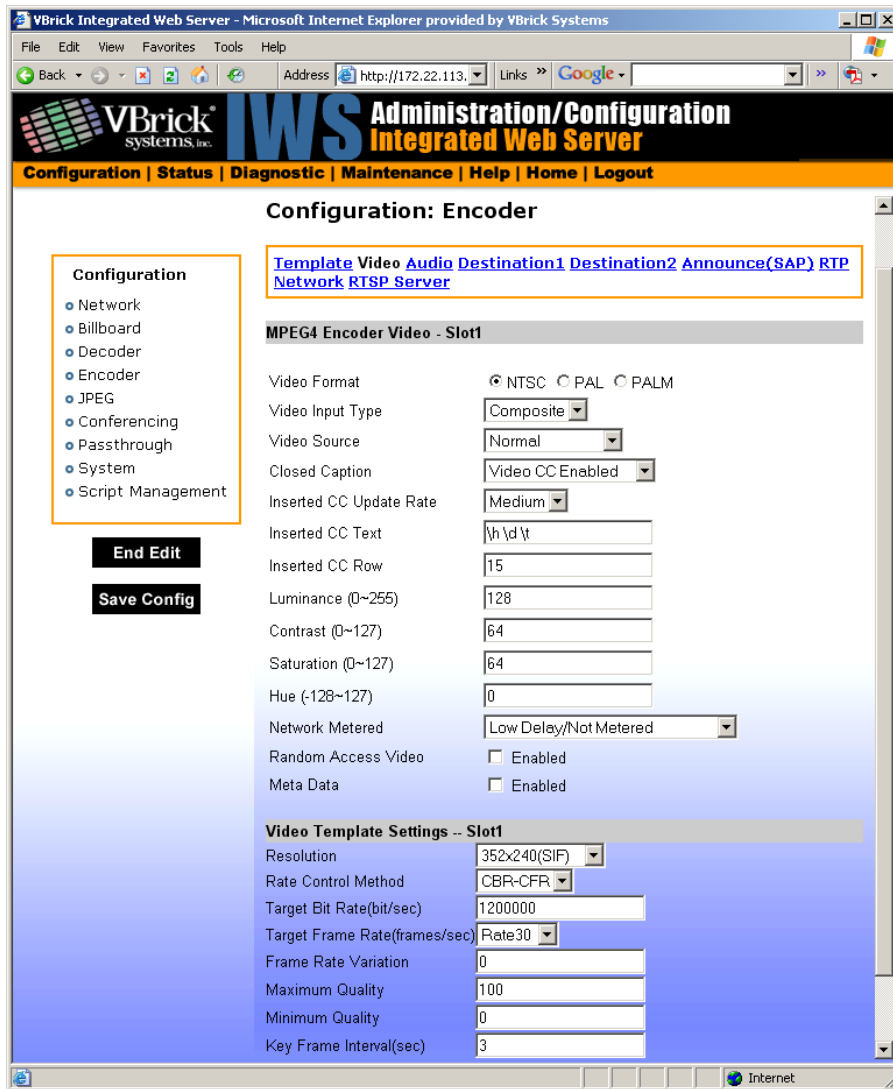 VBrick Integrated Web Server - Microsoft Internet Explorer provided by VBrick Systems
File Edit View Favorites Tools Help
Back Address http://172.22.113. Links » Google »
VBrick systems, inc. IWS Administration/Configuration
Integrated Web Server
Configuration | Status | Diagnostic | Maintenance | Help | Home | Logout
Configuration: Encoder
Template Video Audio Destination1 Destination2 Announce(SAP) RTP
Network RTSP Server
Configuration
Network
Billboard
Decoder
Encoder
JPEG
Conferencing
Passthrough
System
Script Management
End Edit
Save Config
MPEG4 Encoder Video - Slot1
Video Format NTSC PAL PALM
Video Input Type Composite
Video Source Normal
Closed Caption Video CC Enabled
Inserted CC Update Rate Medium
Inserted CC Text \h \d \t
Inserted CC Row 15
Luminance (0~255) 128
Contrast (0~127) 64
Saturation (0~127) 64
Hue (-128~127) 0
Network Metered Low Delay/Not Metered
Random Access Video Enabled
Meta Data Enabled
Video Template Settings -- Slot1
Resolution 352x240(SIF)
Rate Control Method CBR-CFR
Target Bit Rate(bit/sec) 1200000
Target Frame Rate(frames/sec) Rate30
Frame Rate Variation 0
Maximum Quality 100
Minimum Quality 0
Key Frame Interval(sec) 3
Internet